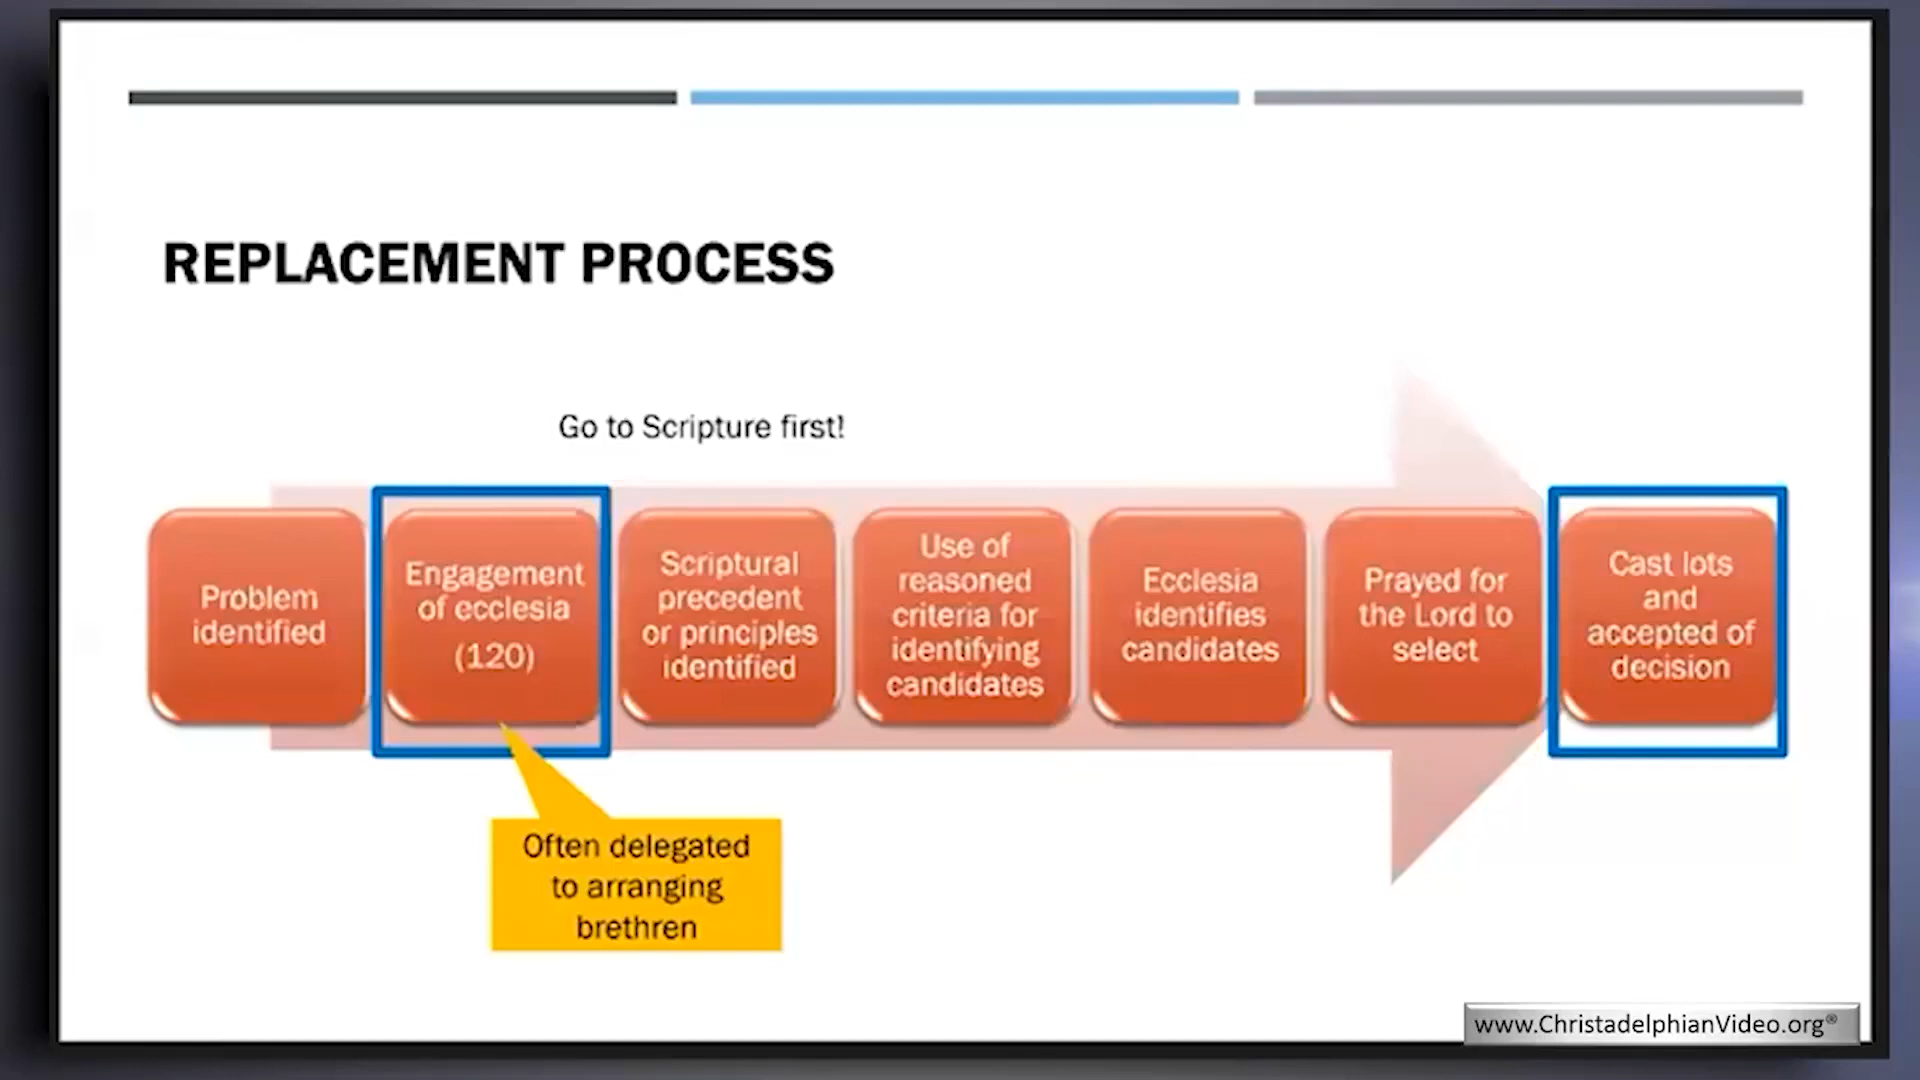 REPLACEMENT PROCESS
Go to Scripture first!
Problem
identified
Engagement
of ecclesia
(120)
Scriptural
precedent
or principles
identified
Use of
reasoned
criteria for
identifying
candidates
Ecclesia
identifies
candidates
Prayed for
the Lord to
select
Cast lots
and
accepted of
decision
Often delegated
to arranging
brethren
www.ChristadelphianVideo.org®